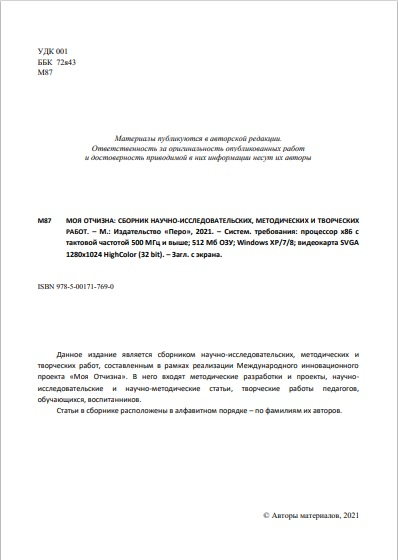 УДК 001
ББК 72в43
М87
Материалы публикуются в авторской редакции.
Ответственность за оригинальность опубликованных работ
и достоверность приводимой в них информации несут их авторы
М87 МОЯ ОТЧИЗНА: СБОРНИК НАУЧНО-ИССЛЕДОВАТЕЛЬСКИХ, МЕТОДИЧЕСКИХ И ТВОРЧЕСКИХ
РАБОТ. – М.: Издательство «Перо», 2021. – Систем. требования: процессор x86 с
тактовой частотой 500 МГц и выше; 512 Мб ОЗУ; Windows XP/7/8; видеокарта SVGA
1280x1024 HighColor (32 bit). – Загл. с экрана.
ISBN 978-5-00171-769-0
Данное издание является сборником научно-исследовательских, методических и
творческих работ, составленным в рамках реализации Международного инновационного
проекта «Моя Отчизна». В него входят методические разработки и проекты, научно-
исследовательские и научно-методические статьи, творческие работы педагогов,
обучающихся, воспитанников.
Статьи в сборнике расположены в алфавитном порядке – по фамилиям их авторов.
© Авторы материалов, 2021